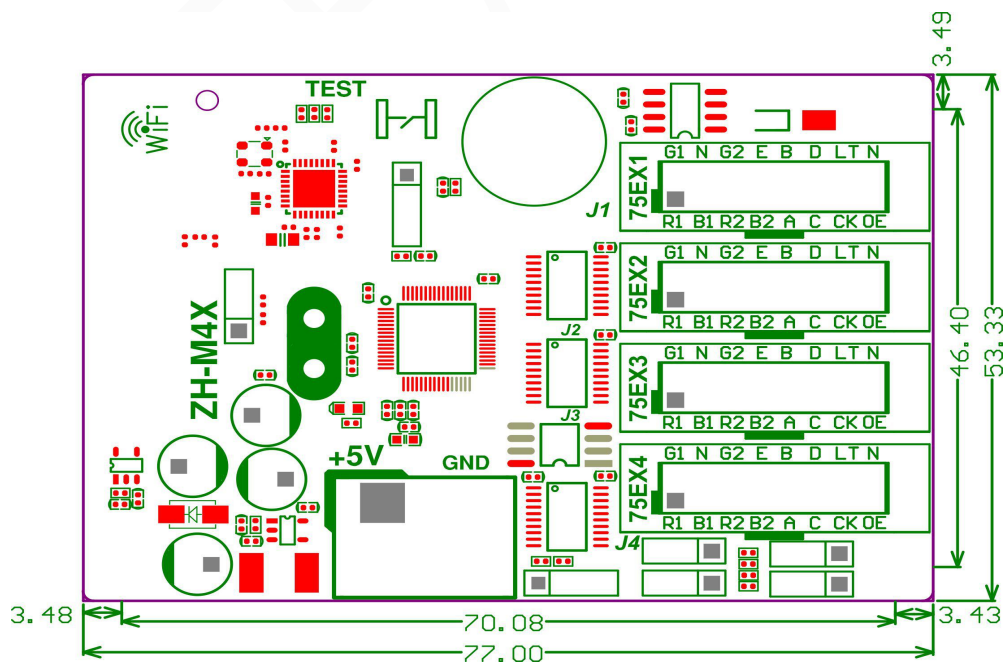 3.49
TEST
WiFi
G1 N G2 E B D LT N
75EX1
J1
R1 B1 R2 B2 A C CK OE
G1 N G2 E B D LT N
75EX2
R1 B1 R2 B2 A C CK OE
J2
ZH-M4X
G1 N G2 E B D LT N
75EX3
R1 B1 R2 B2 A C CK OE
J3
46.40
53.33
+5V
GND
G1 N G2 E B D LT N
75EX4
R1 B1 R2 B2 A C CK OE
J4
3.48
70.08
3.43
77.00